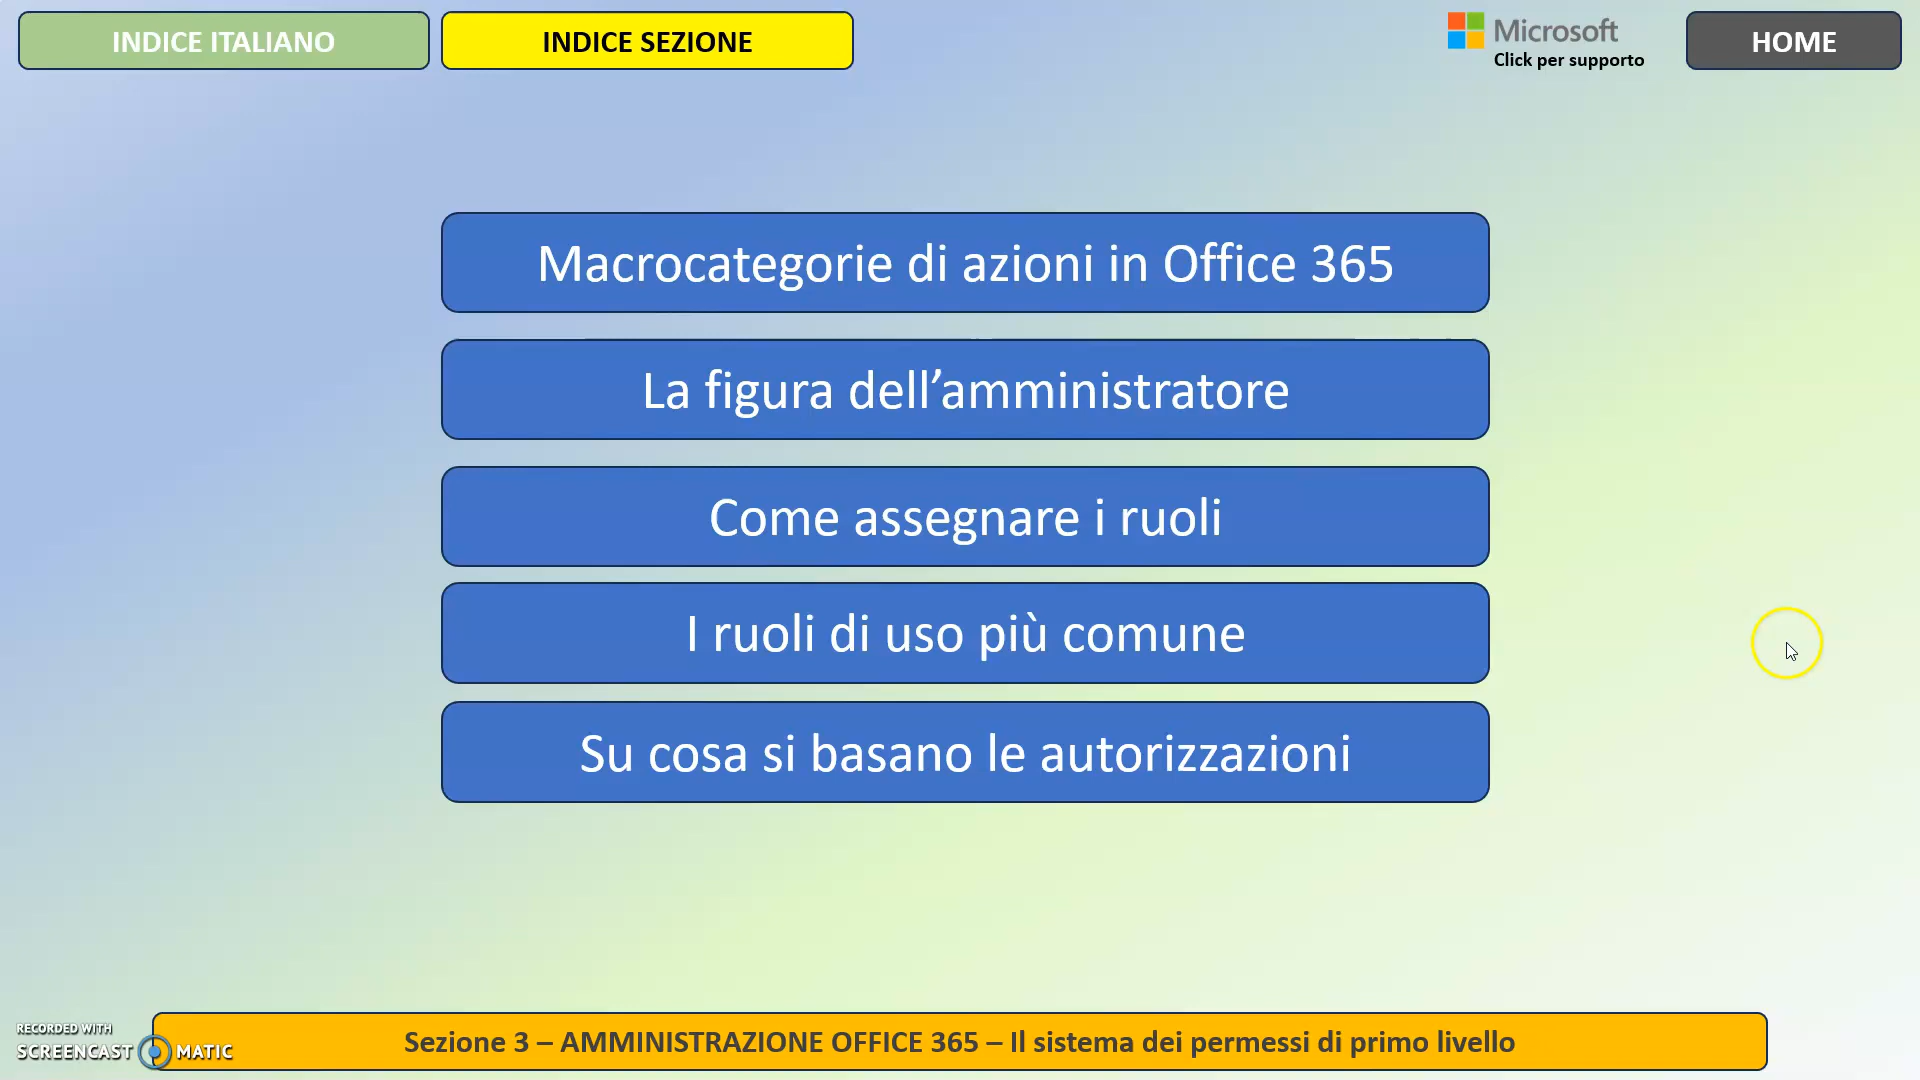 INDICE ITALIANO
INDICE SEZIONE
Microsoft
Click per supporto
HOME
Macrocategorie di azioni in Office 365
La figura dell’amministratore
Come assegnare i ruoli
I ruoli di uso più comune
Su cosa si basano le autorizzazioni
RECORDED WITH
SCREENCAST MATIC
Sezione 3 – AMMINISTRAZIONE OFFICE 365 – Il sistema dei permessi di primo livello